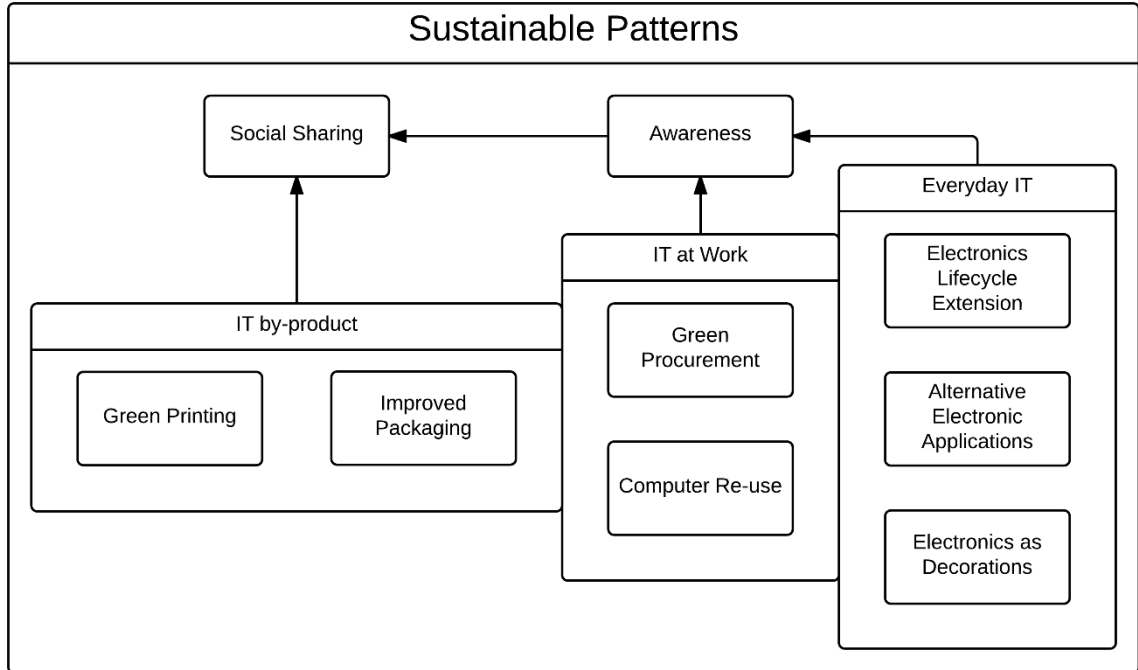 Sustainable Patterns
Social Sharing
Awareness
Everyday IT
Electronics
Lifecycle
Extension
Alternative
Electronic
Applications
Electronics as
Decorations
IT at Work
Green
Procurement
Computer Re-use
IT by-product
Green Printing
Improved
Packaging